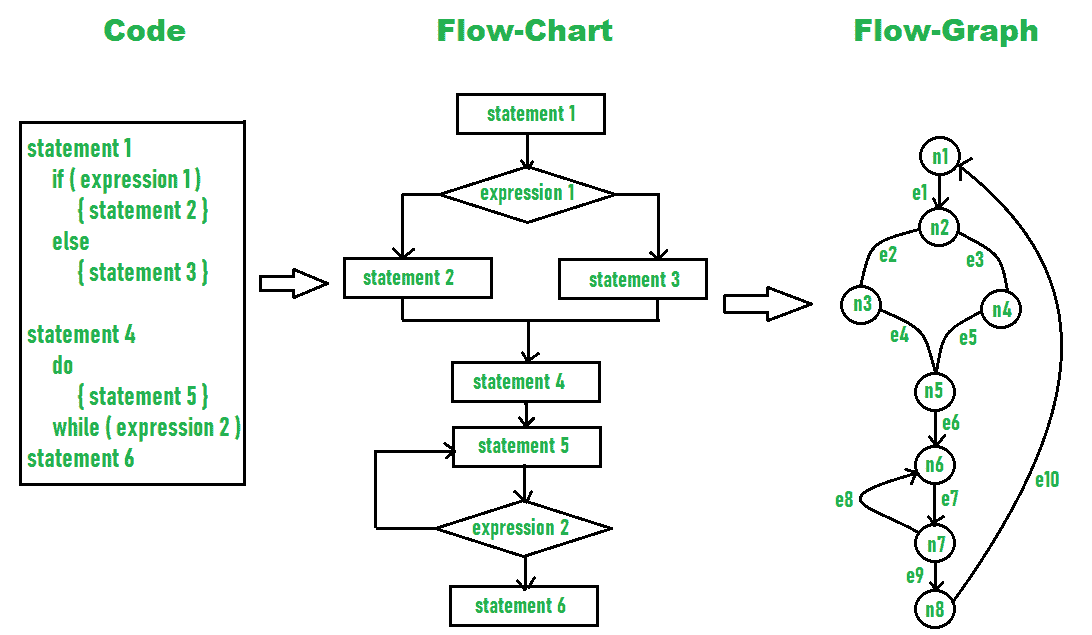 Code
statement 1
if ( expression 1 )
{ statement 2 }
else
{ statement 3 }
statement 4
do
{ statement 5 }
while ( expression 2 )
statement 6
Flow-Chart
statement 1
expression 1
statement 2
statement 3
statement 4
statement 5
expression 2
statement 6
Flow-Graph
n1
e1
n2
e2
e3
n3
n4
e4
e5
n5
e6
n6
e8
e7
e10
n7
e9
n8